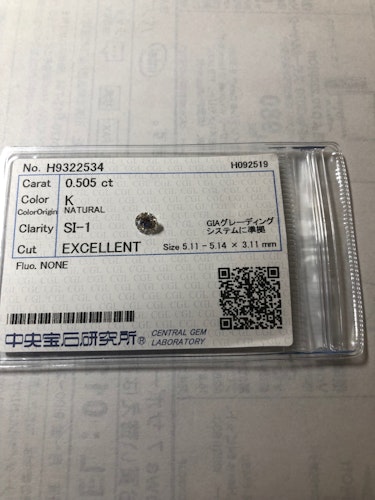 No. H9322534 H092519
Carat 0.505 ct
Color K
ColorOrigin NATURAL
Clarity SI-1
GIAグレーディング
システムに準拠
Cut EXCELLENT Size 5.11 - 5.14 × 3.11 mm
Fluo. NONE
中央宝石研究所® CENTRAL GEM
LABORATORY